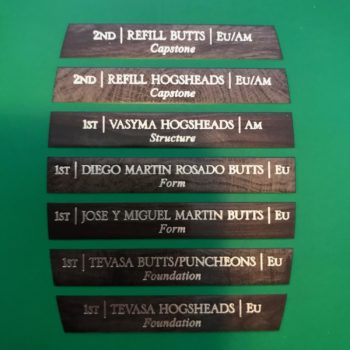 2ND | REFILL BUTTS | EU/AM
Capstone
2ND | REFILL HOGSHEADS | EU/AM
Capstone
1ST | VASYMA HOGSHEADS | AM
Structure
1ST | DIEGO MARTIN ROSADO BUTTS | EU
Form
1ST | JOSE Y MIGUEL MARTIN BUTTS | EU
Form
1ST | TEVASA BUTTS/PUNCHEONS | EU
Foundation
1ST | TEVASA HOGSHEADS | EU
Foundation